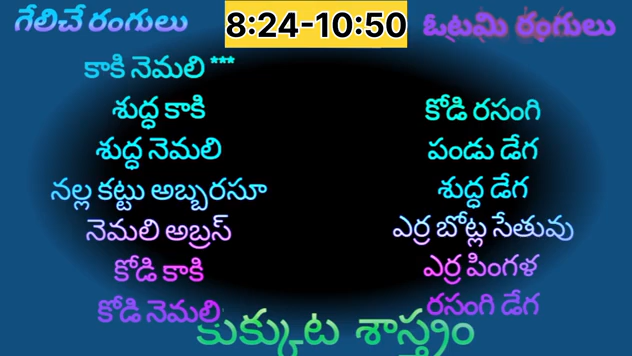 గేలిచే రంగులు
8:24-10:50
ఓటమి రంగులు
కాకి నెమలి ***
శుద్ధ కాకి
శుద్ధ నెమలి
నల్ల కట్టు అబ్బరసూ
నెమలి అబ్రస్
కోడి కాకి
కోడి నెమలి
కోడి రసంగి
పండు డేగ
శుద్ధ డేగ
ఎర్ర బోట్ల సేతువు
ఎర్ర పింగళ
రసంగి డేగ
కుక్కుట శాస్త్రం